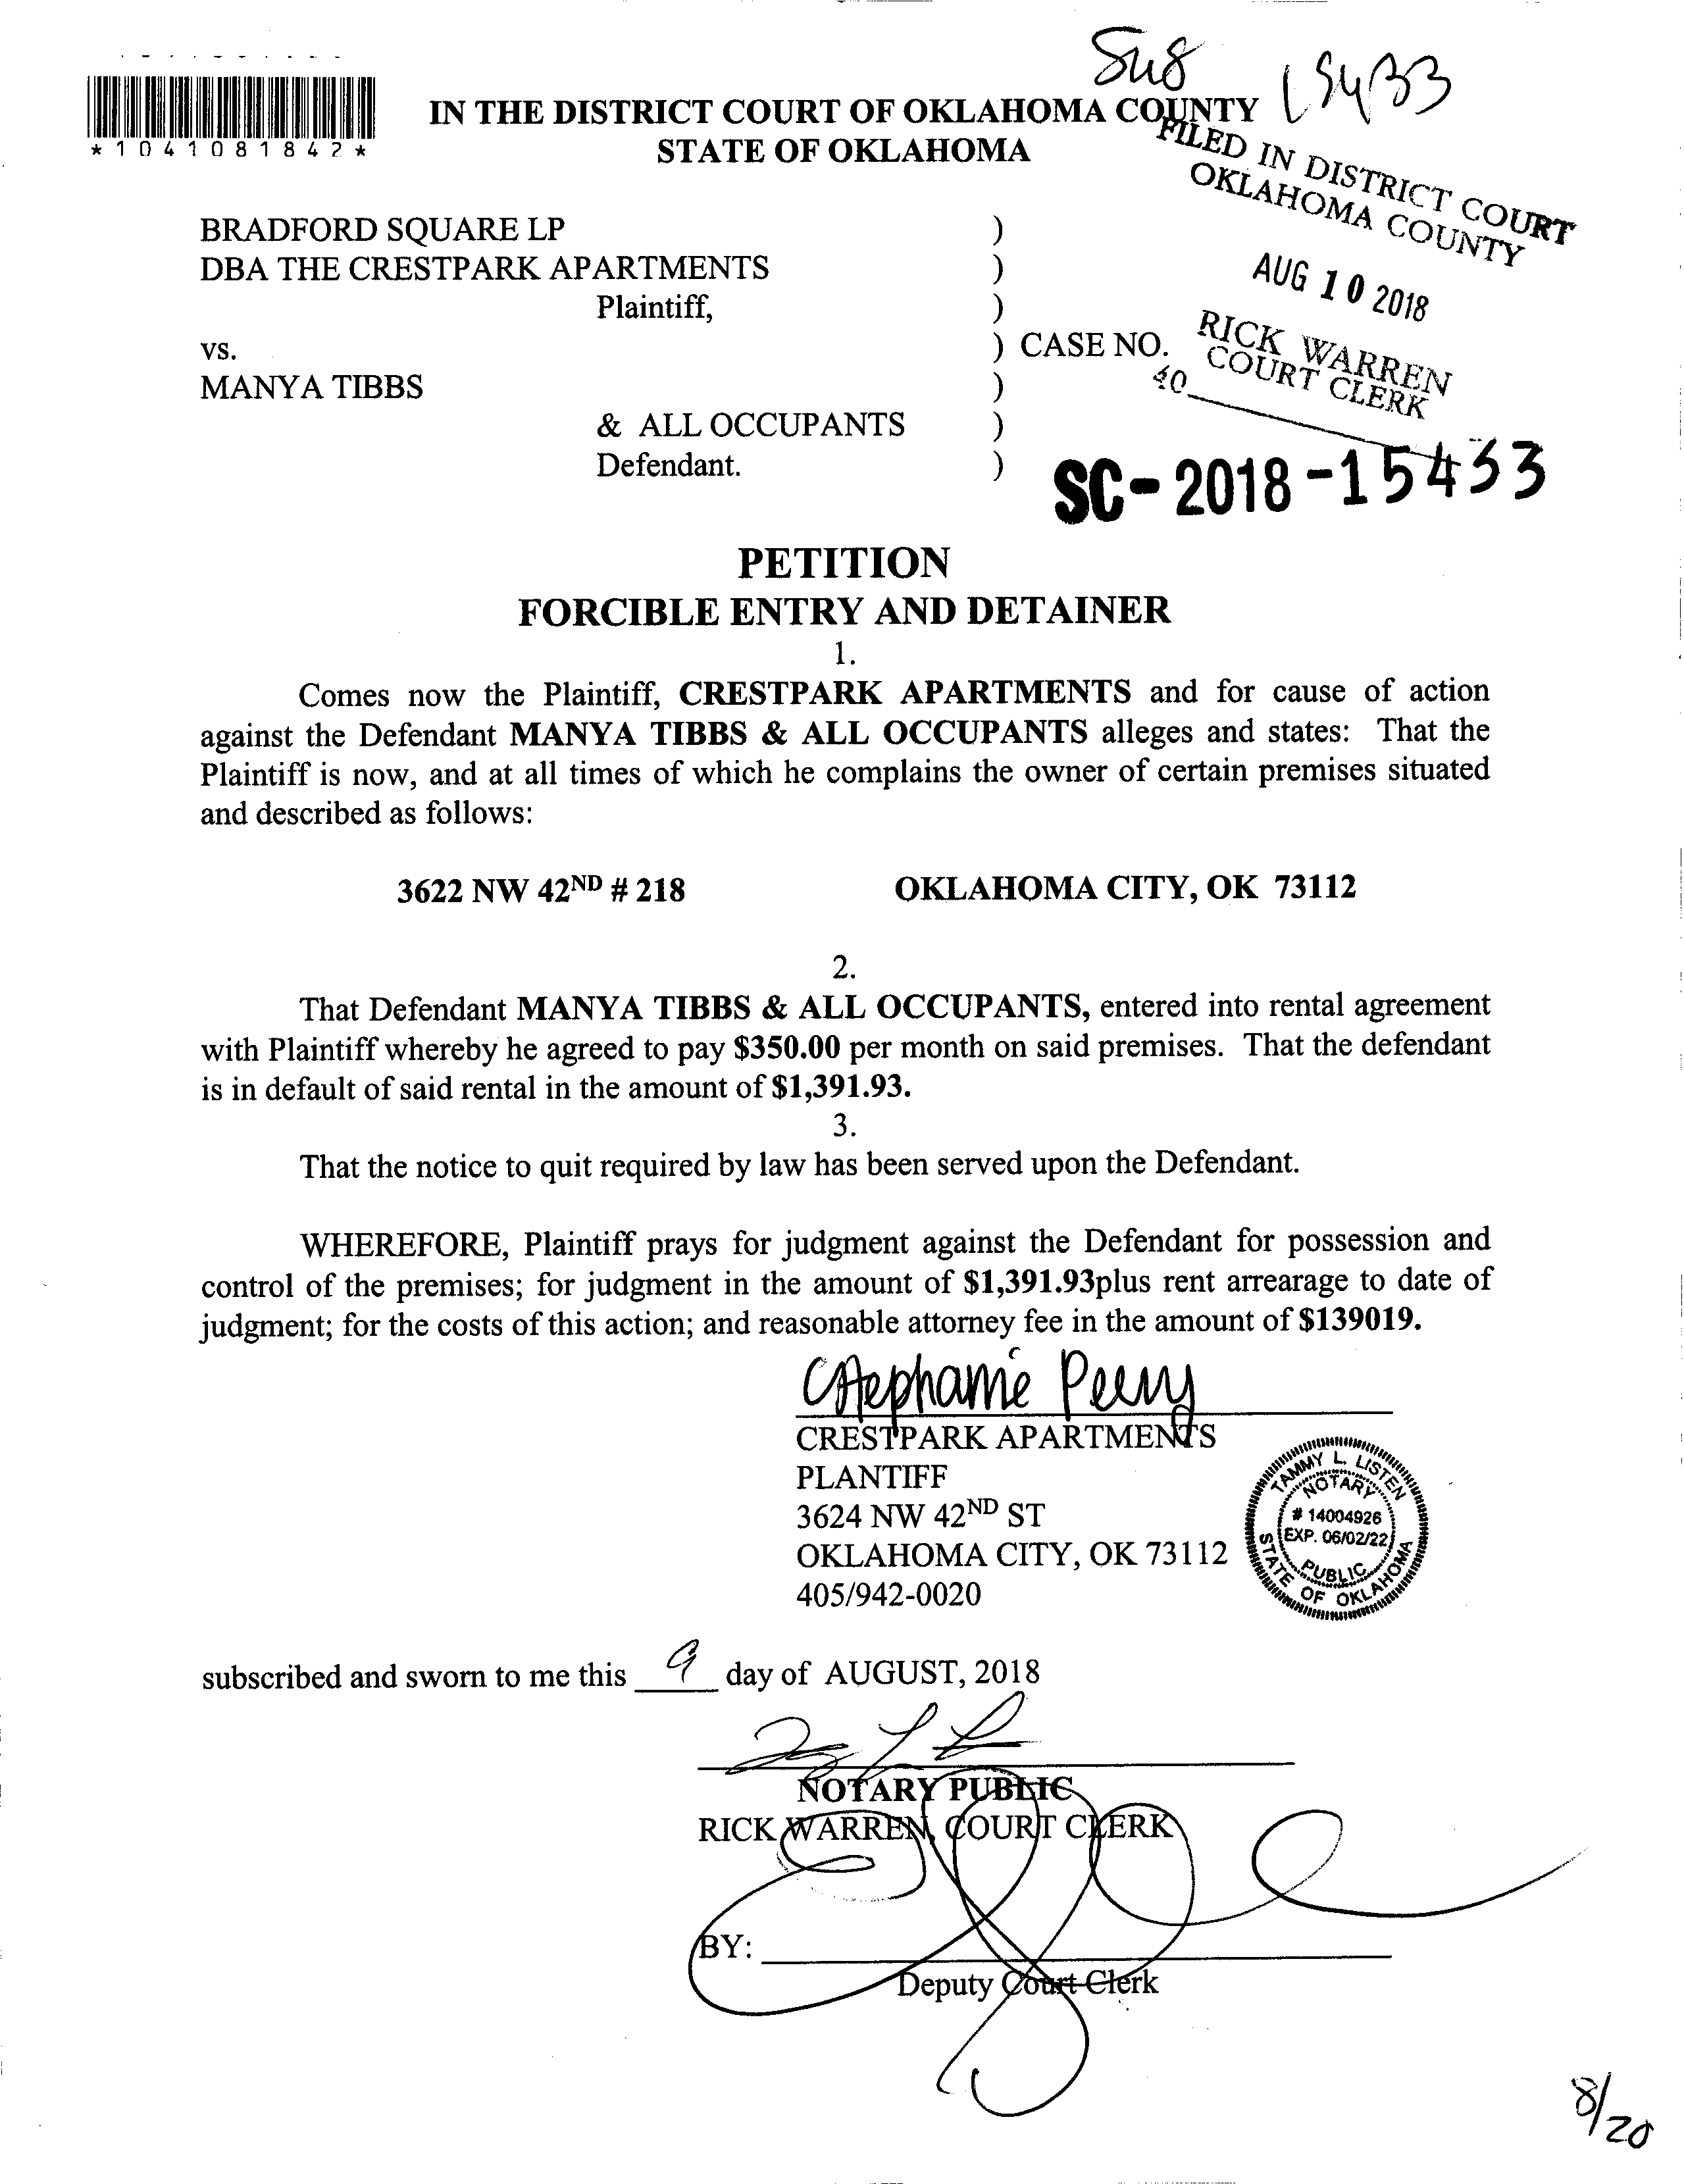 Su8 15433
*1041081842*
IN THE DISTRICT COURT OF OKLAHOMA COUNTY
STATE OF OKLAHOMA
FILED IN DISTRICT COURT
OKLAHOMA COUNTY
AUG 10 2018
RICK WARREN
COURT CLERK
40
BRADFORD SQUARE LP )
DBA THE CRESTPARK APARTMENTS )
Plaintiff, )
vs. ) CASE NO.
MANYA TIBBS )
& ALL OCCUPANTS )
Defendant. )
SC-2018-15433
PETITION
FORCIBLE ENTRY AND DETAINER
1.
Comes now the Plaintiff, CRESTPARK APARTMENTS and for cause of action
against the Defendant MANYA TIBBS & ALL OCCUPANTS alleges and states: That the
Plaintiff is now, and at all times of which he complains the owner of certain premises situated
and described as follows:
3622 NW 42ND # 218 OKLAHOMA CITY, OK 73112
2.
That Defendant MANYA TIBBS & ALL OCCUPANTS, entered into rental agreement
with Plaintiff whereby he agreed to pay $350.00 per month on said premises. That the defendant
is in default of said rental in the amount of $1,391.93.
3.
That the notice to quit required by law has been served upon the Defendant.
WHEREFORE, Plaintiff prays for judgment against the Defendant for possession and
control of the premises; for judgment in the amount of $1,391.93plus rent arrearage to date of
judgment; for the costs of this action; and reasonable attorney fee in the amount of $139019.
Stephanie Perry
CRESTPARK APARTMENTS
PLANTIFF
3624 NW 42ND ST
OKLAHOMA CITY, OK 73112
405/942-0020
TAMMY L. LISTEN
NOTARY
# 14004926
EXP. 06/02/22
PUBLIC
STATE OF OKLAHOMA
subscribed and sworn to me this 9 day of AUGUST, 2018
NOTARY PUBLIC
RICK WARREN, COURT CLERK
BY:
Deputy Court Clerk
8/20